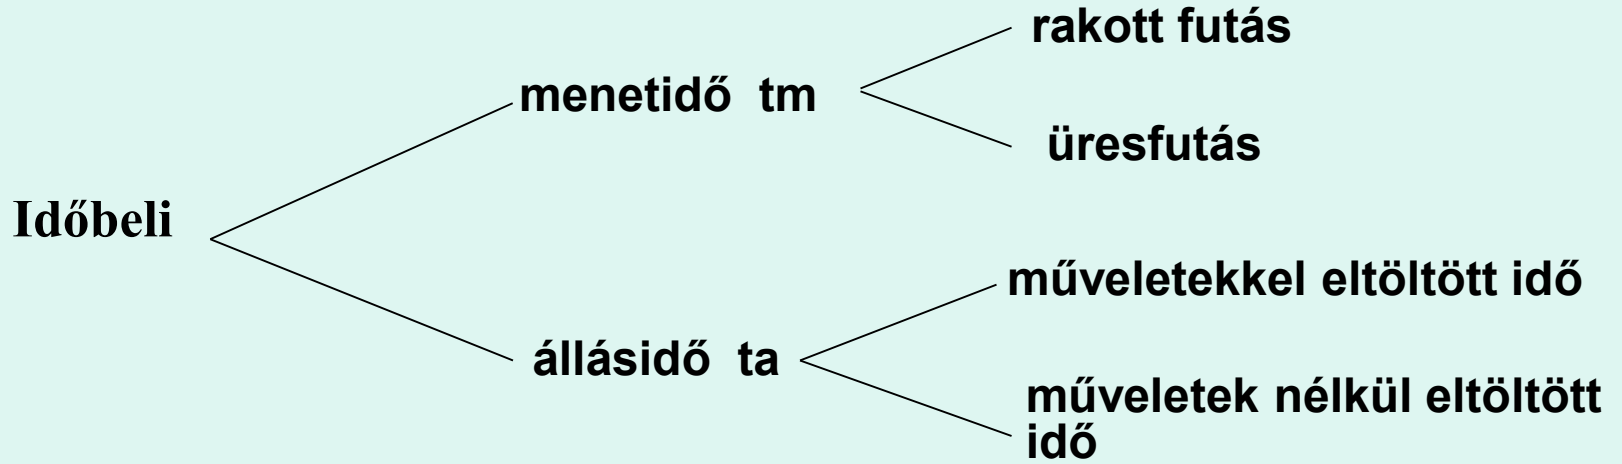 rakott futás
menetidő tm
üresfutás
Időbeli
műveletekkel eltöltött idő
állásidő ta
műveletek nélkül eltöltött
idő